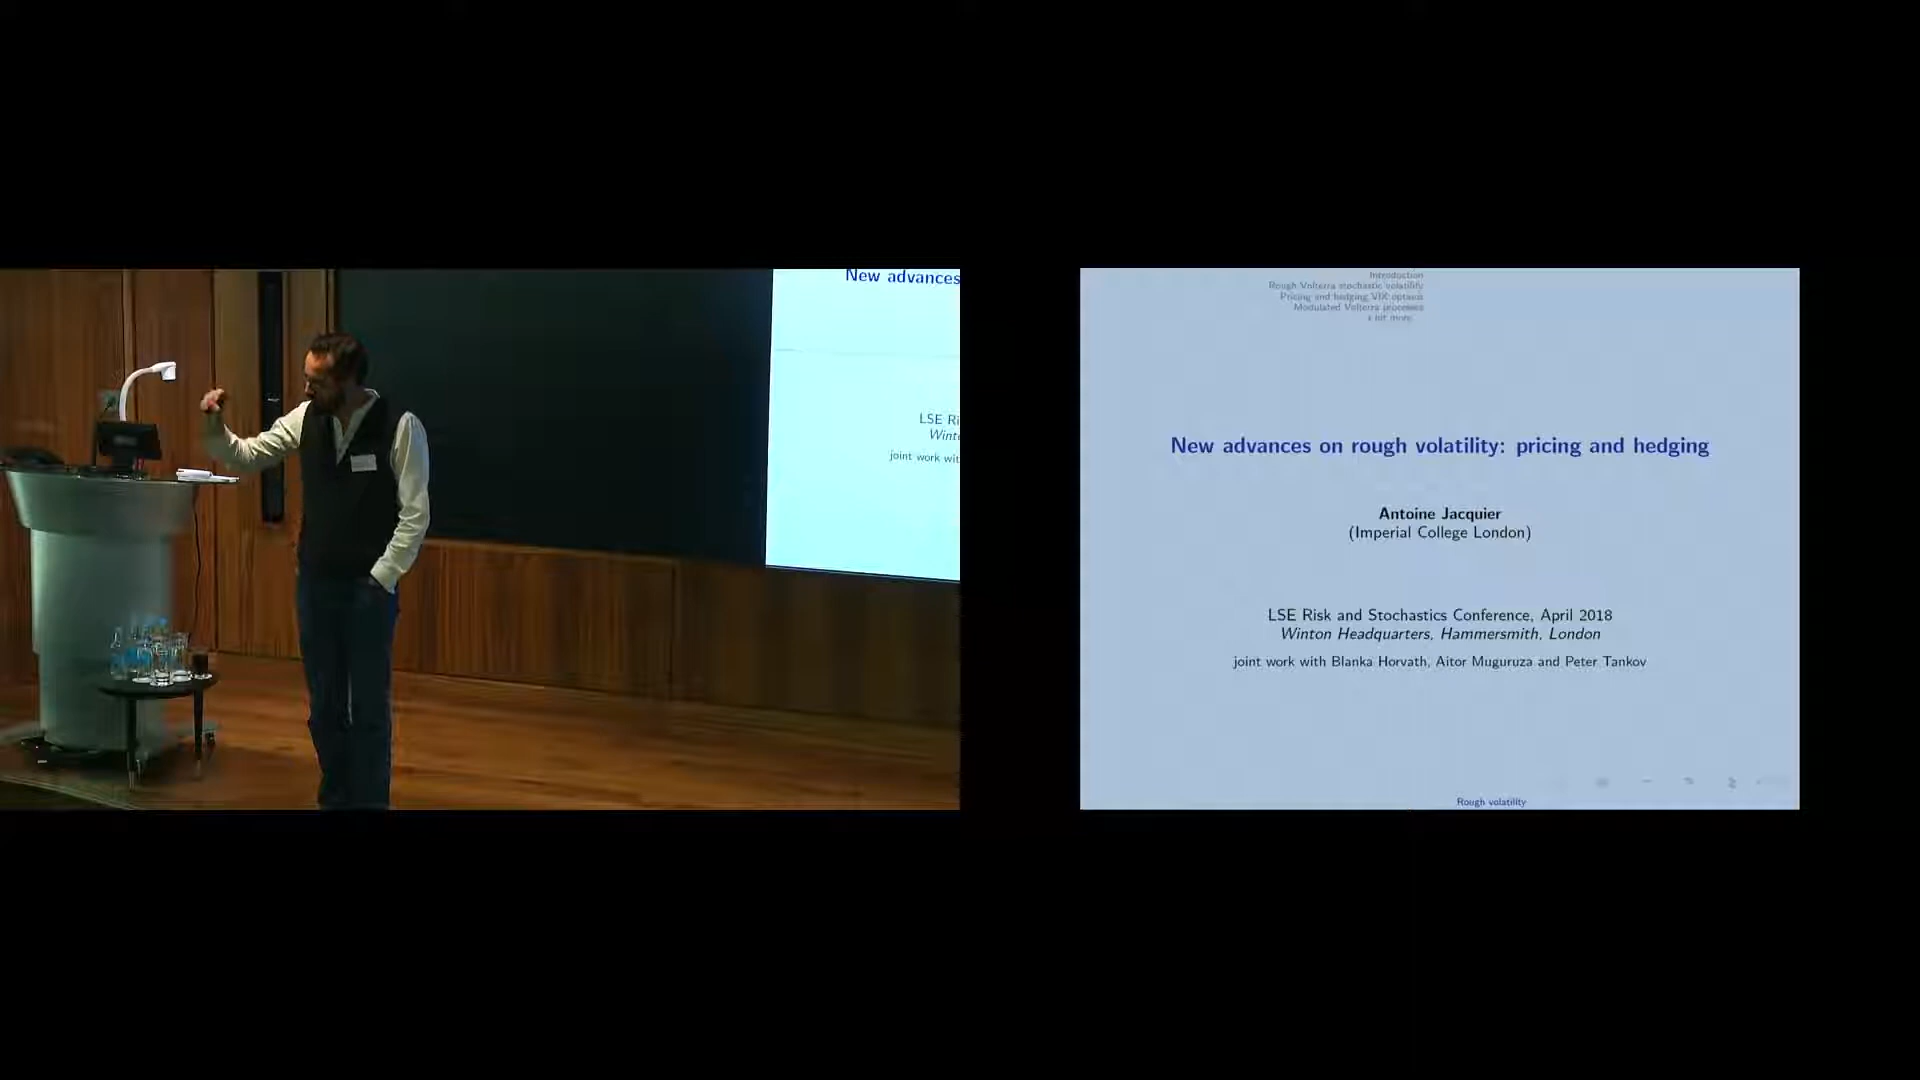 New advances
LSE Ri
Wint
joint work wit
Introduction
Rough Volterra stochastic volatility
Pricing and hedging VIX options
Modulated Volterra processes
a bit more
New advances on rough volatility: pricing and hedging
Antoine Jacquier
(Imperial College London)
LSE Risk and Stochastics Conference, April 2018
Winton Headquarters, Hammersmith, London
joint work with Blanka Horvath, Aitor Muguruza and Peter Tankov
Rough volatility